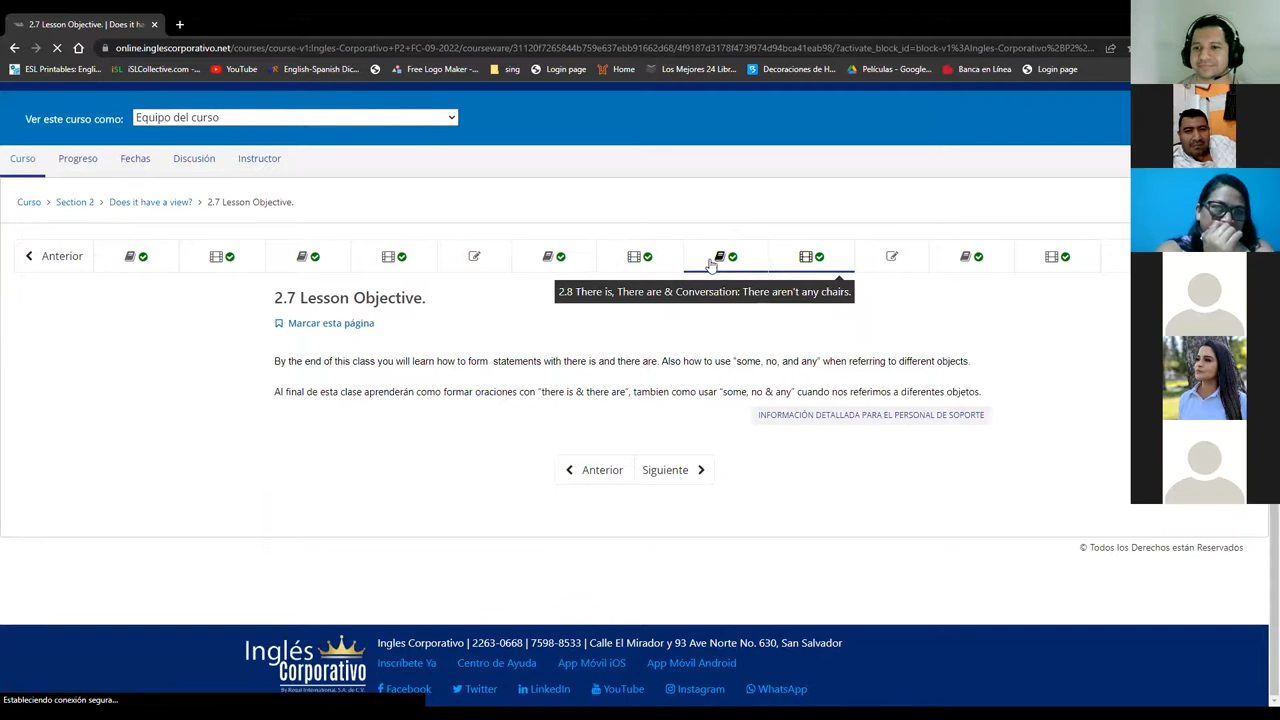 2.7 Lesson Objective. | Does it ha
online.inglescorporativo.net/courses/course-v1:Ingles-Corporativo+P2+FC-09-2022/courseware/31120f7265844b759e637ebb91662d68/4f9187d3178f473f974d94bca41eab98/?activate_block_id=block-v1%3AIngles-Corporativo%2BP2%...
ESL Printables: Engli... iSLCollective.com -... YouTube English-Spanish Dic... Free Logo Maker -... sing Login page Home Los Mejores 24 Libr... Decoraciones de H... Películas - Google... Banca en Línea Login page
Ver este curso como: Equipo del curso
Curso Progreso Fechas Discusión Instructor
Curso > Section 2 > Does it have a view? > 2.7 Lesson Objective.
Anterior
2.8 There is, There are & Conversation: There aren't any chairs.
2.7 Lesson Objective.
Marcar esta página
By the end of this class you will learn how to form statements with there is and there are. Also how to use "some, no, and any" when referring to different objects.
Al final de esta clase aprenderán como formar oraciones con "there is & there are", tambien como usar "some, no & any" cuando nos referimos a diferentes objetos.
INFORMACIÓN DETALLADA PARA EL PERSONAL DE SOPORTE
Anterior Siguiente
© Todos los Derechos están Reservados
Inglés Corporativo
By Regal International, S.A. de C.V.
Ingles Corporativo | 2263-0668 | 7598-8533 | Calle El Mirador y 93 Ave Norte No. 630, San Salvador
Inscríbete Ya Centro de Ayuda App Móvil iOS App Móvil Android
Facebook Twitter LinkedIn YouTube Instagram WhatsApp
Estableciendo conexión segura...